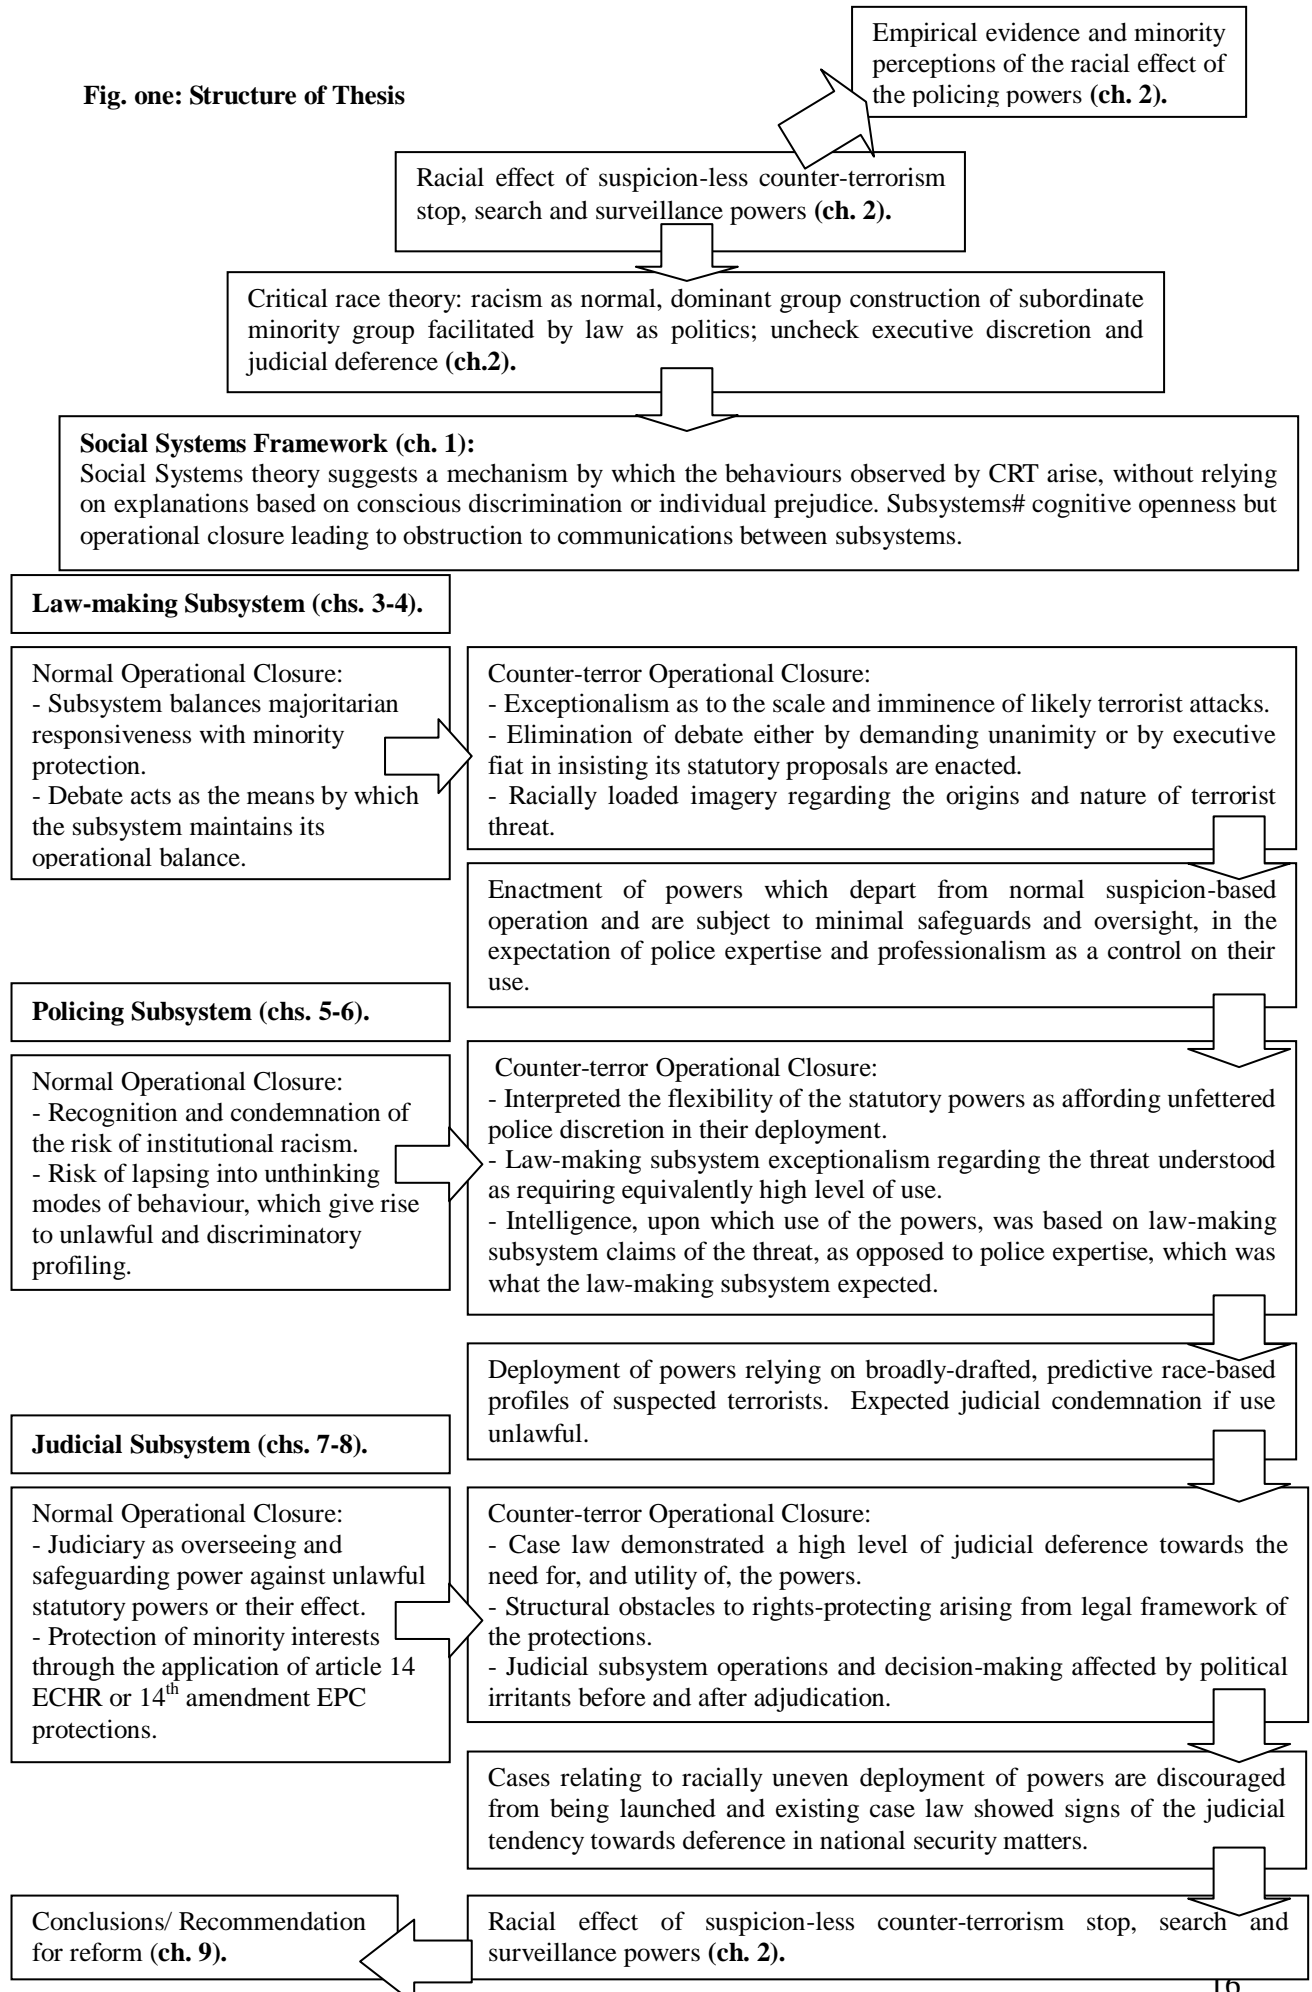 Empirical evidence and minority
perceptions of the racial effect of
the policing powers (ch. 2).
Fig. one: Structure of Thesis
Racial effect of suspicion-less counter-terrorism
stop, search and surveillance powers (ch. 2).
Critical race theory: racism as normal, dominant group construction of subordinate
minority group facilitated by law as politics; uncheck executive discretion and
judicial deference (ch.2).
Social Systems Framework (ch. 1):
Social Systems theory suggests a mechanism by which the behaviours observed by CRT arise, without relying
on explanations based on conscious discrimination or individual prejudice. Subsystems# cognitive openness but
operational closure leading to obstruction to communications between subsystems.
Law-making Subsystem (chs. 3-4).
Normal Operational Closure:
- Subsystem balances majoritarian
responsiveness with minority
protection.
- Debate acts as the means by which
the subsystem maintains its
operational balance.
Counter-terror Operational Closure:
- Exceptionalism as to the scale and imminence of likely terrorist attacks.
- Elimination of debate either by demanding unanimity or by executive
fiat in insisting its statutory proposals are enacted.
- Racially loaded imagery regarding the origins and nature of terrorist
threat.
Enactment of powers which depart from normal suspicion-based
operation and are subject to minimal safeguards and oversight, in the
expectation of police expertise and professionalism as a control on their
use.
Policing Subsystem (chs. 5-6).
Normal Operational Closure:
- Recognition and condemnation of
the risk of institutional racism.
- Risk of lapsing into unthinking
modes of behaviour, which give rise
to unlawful and discriminatory
profiling.
Counter-terror Operational Closure:
- Interpreted the flexibility of the statutory powers as affording unfettered
police discretion in their deployment.
- Law-making subsystem exceptionalism regarding the threat understood
as requiring equivalently high level of use.
- Intelligence, upon which use of the powers, was based on law-making
subsystem claims of the threat, as opposed to police expertise, which was
what the law-making subsystem expected.
Deployment of powers relying on broadly-drafted, predictive race-based
profiles of suspected terrorists. Expected judicial condemnation if use
unlawful.
Judicial Subsystem (chs. 7-8).
Normal Operational Closure:
- Judiciary as overseeing and
safeguarding power against unlawful
statutory powers or their effect.
- Protection of minority interests
through the application of article 14
ECHR or 14th amendment EPC
protections.
Counter-terror Operational Closure:
- Case law demonstrated a high level of judicial deference towards the
need for, and utility of, the powers.
- Structural obstacles to rights-protecting arising from legal framework of
the protections.
- Judicial subsystem operations and decision-making affected by political
irritants before and after adjudication.
Cases relating to racially uneven deployment of powers are discouraged
from being launched and existing case law showed signs of the judicial
tendency towards deference in national security matters.
Conclusions/ Recommendation
for reform (ch. 9).
Racial effect of suspicion-less counter-terrorism stop, search and
surveillance powers (ch. 2).
16